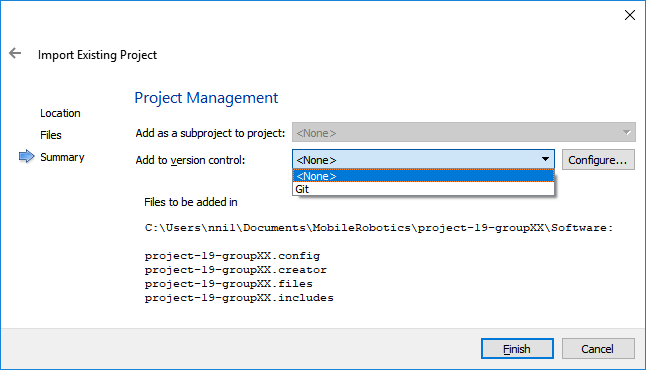 Import Existing Project
Project Management
Location
Files
Summary
Add as a subproject to project: <None>
Add to version control: <None> Configure...
<None>
Git
Files to be added in
C:\Users\nnil\Documents\MobileRobotics\project-19-groupXX\Software:
project-19-groupXX.config
project-19-groupXX.creator
project-19-groupXX.files
project-19-groupXX.includes
Finish Cancel